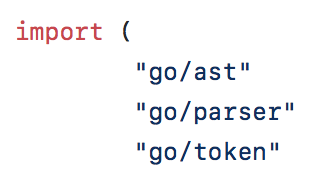 import (
"go/ast"
"go/parser"
"go/token"